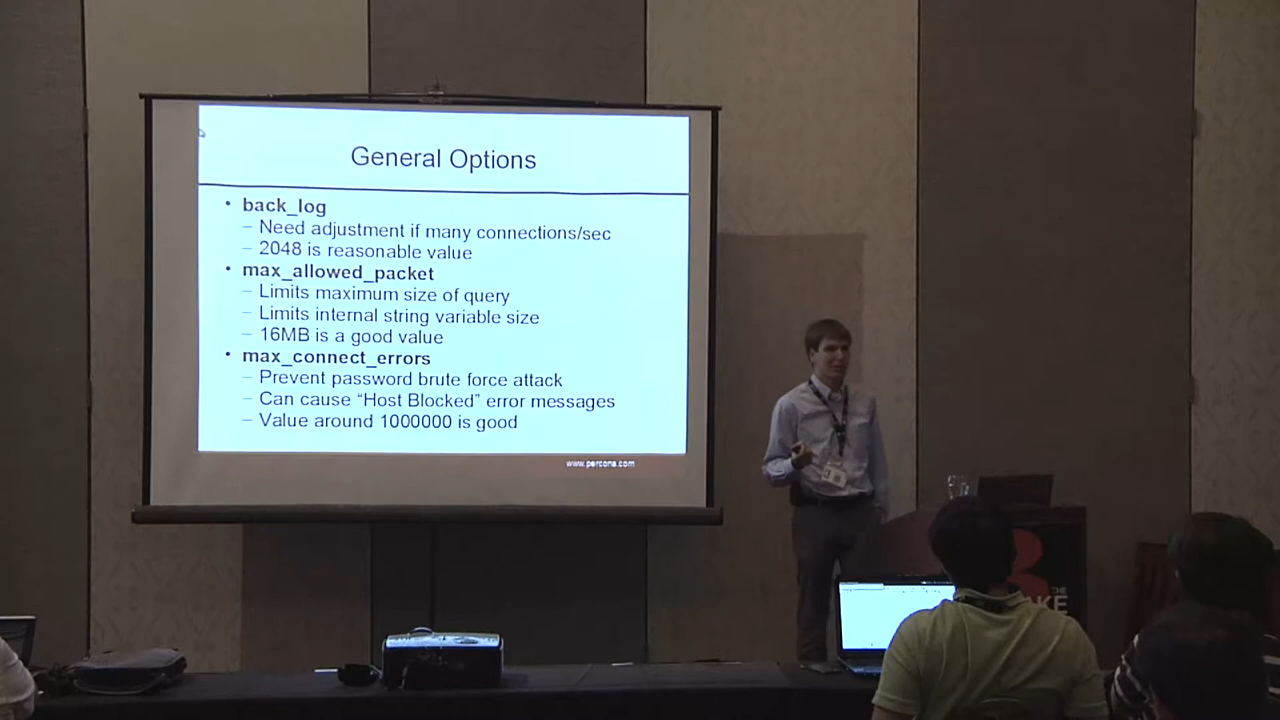 General Options
• back_log
– Need adjustment if many connections/sec
– 2048 is reasonable value
• max_allowed_packet
– Limits maximum size of query
– Limits internal string variable size
– 16MB is a good value
• max_connect_errors
– Prevent password brute force attack
– Can cause “Host Blocked” error messages
– Value around 1000000 is good
www.percona.com
THE